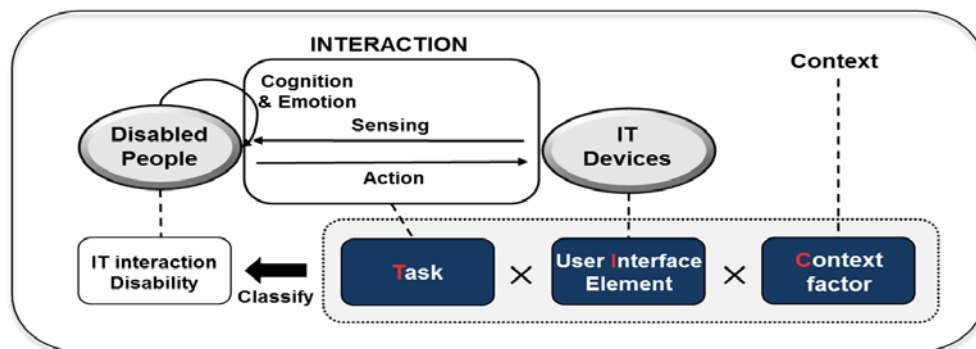 INTERACTION
Cognition
& Emotion
Context
Disabled
People
Sensing
Action
IT
Devices
IT interaction
Disability
Classify
Task
×
User Interface
Element
×
Context
factor